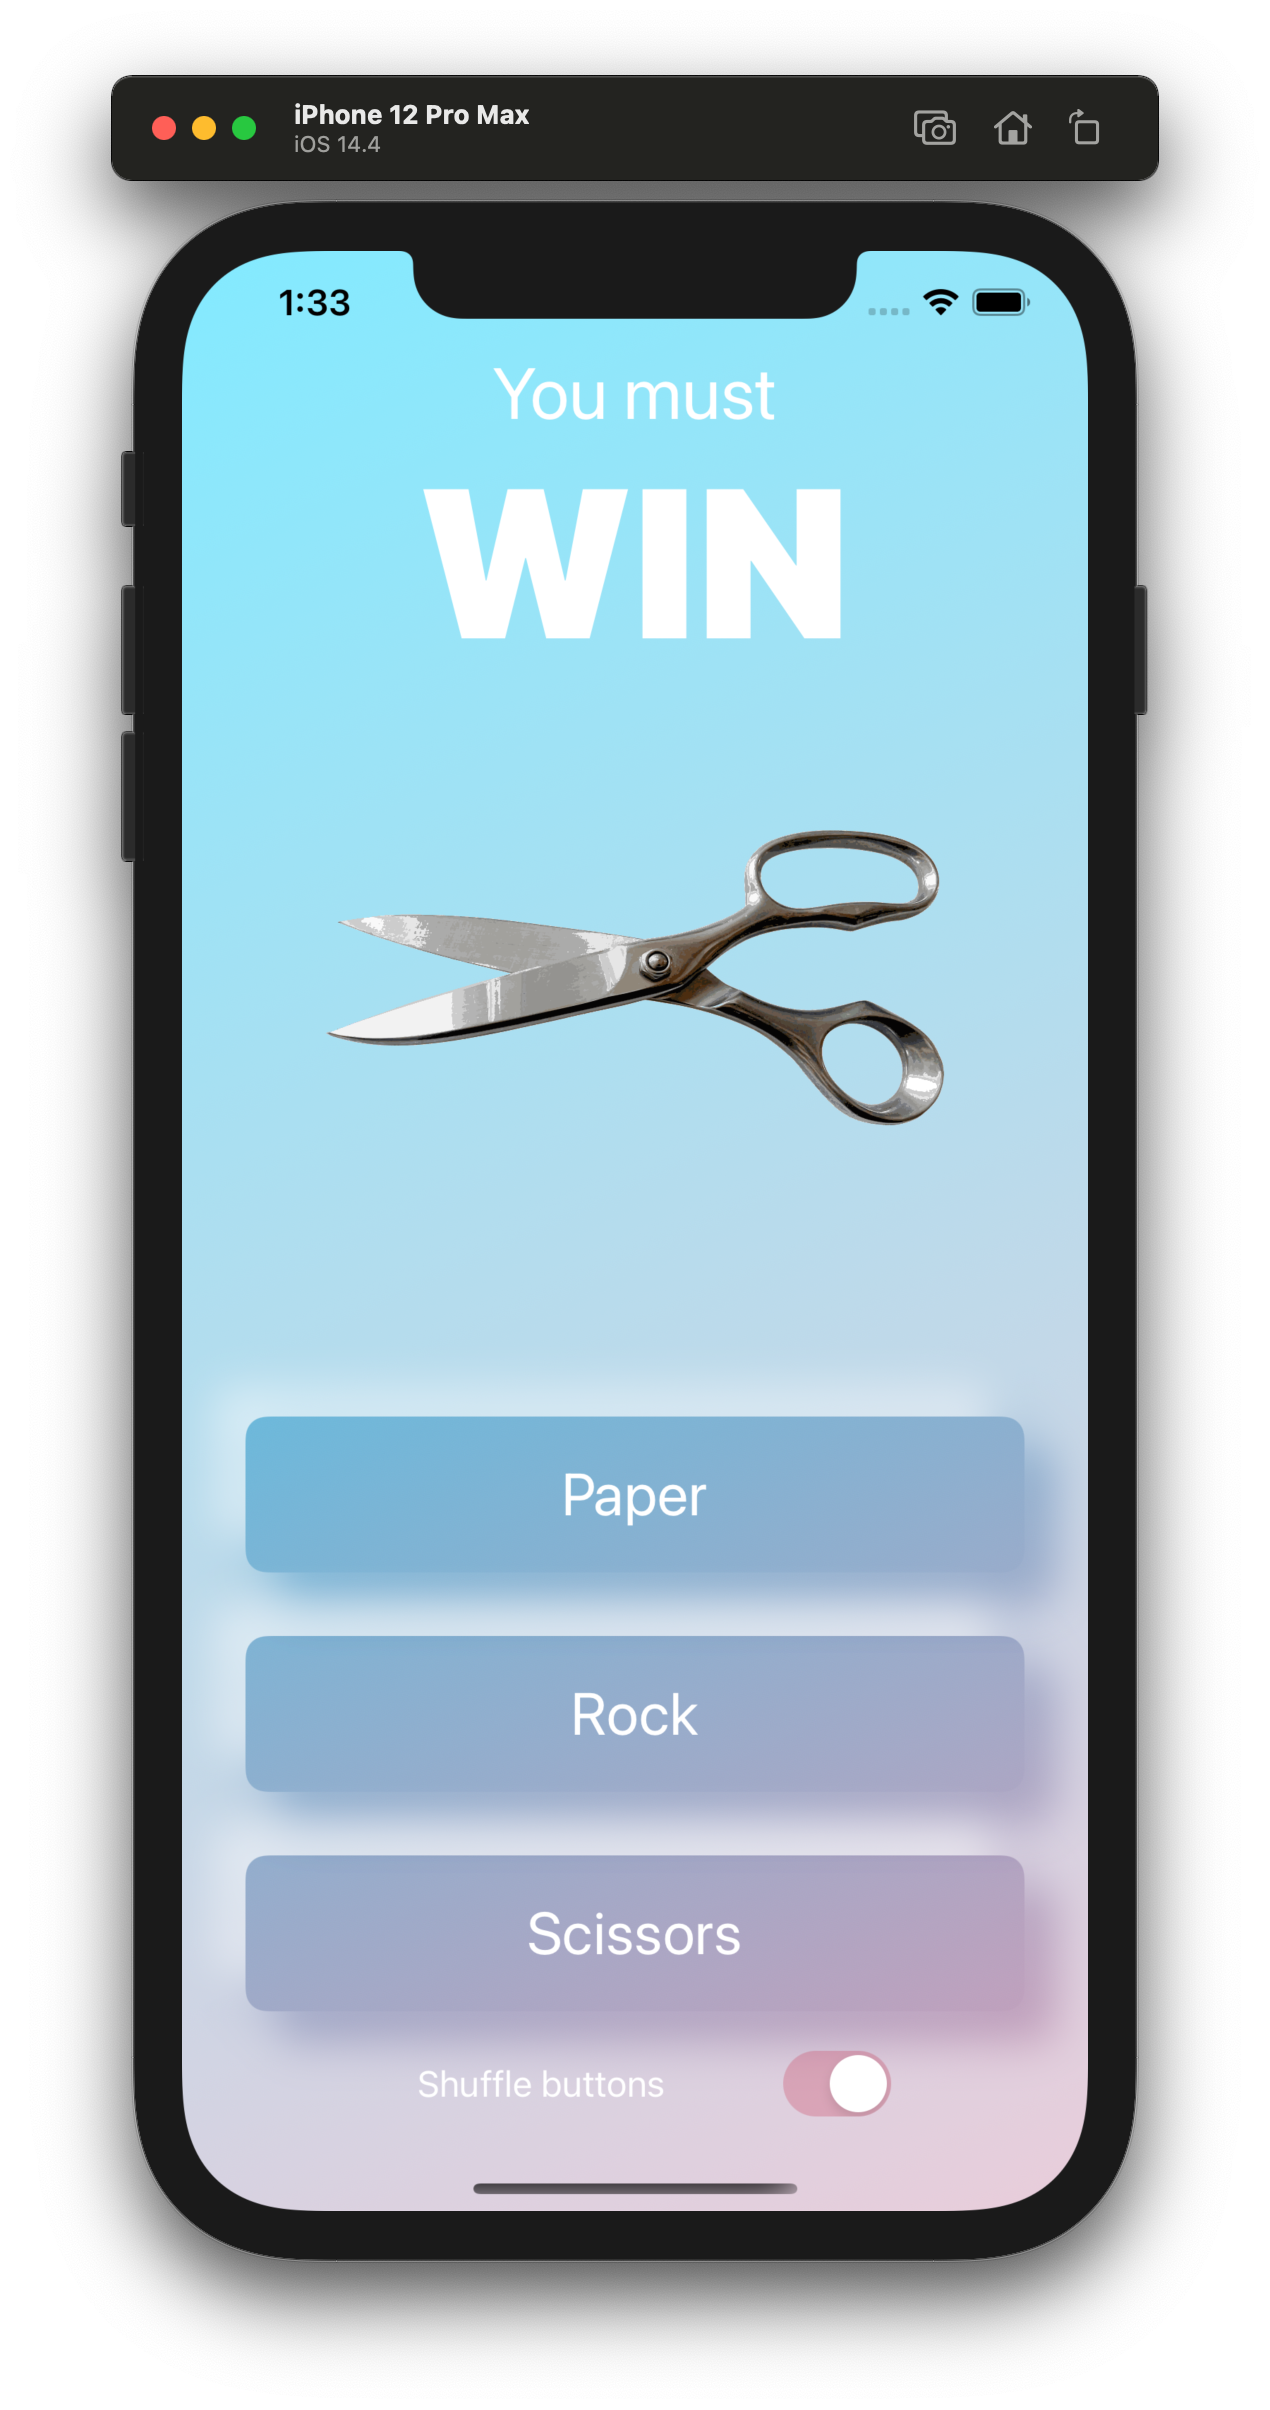 iPhone 12 Pro Max
iOS 14.4
1:33
You must
WIN
Paper
Rock
Scissors
Shuffle buttons